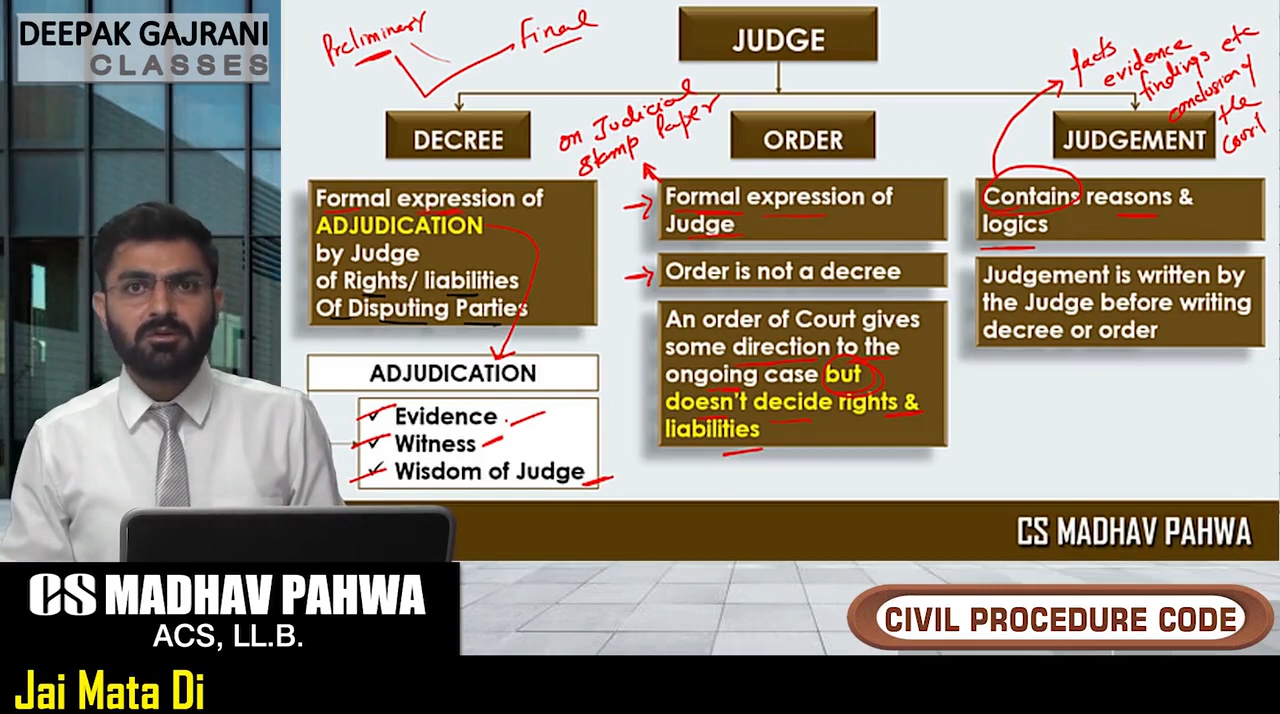 DEEPAK GAJRANI
CLASSES
Preliminary
Final
JUDGE
facts
evidence
findings etc
conclusion of
the
Court
DECREE
on Judicial
Stamp Paper
ORDER
JUDGEMENT
Formal expression of
ADJUDICATION
by Judge
of Rights/ liabilities
Of Disputing Parties
ADJUDICATION
✓ Evidence
✓ Witness
✓ Wisdom of Judge
Formal expression of
Judge
Order is not a decree
An order of Court gives
some direction to the
ongoing case but
doesn't decide rights &
liabilities
Contains reasons &
logics
Judgement is written by
the Judge before writing
decree or order
CS MADHAV PAHWA
CS MADHAV PAHWA
ACS, LL.B.
CIVIL PROCEDURE CODE
Jai Mata Di